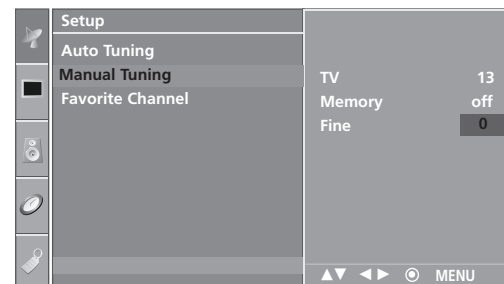 Setup
Auto Tuning
Manual Tuning
Favorite Channel
TV 13
Memory off
Fine 0
▲▼ ◀▶ ◉ MENU